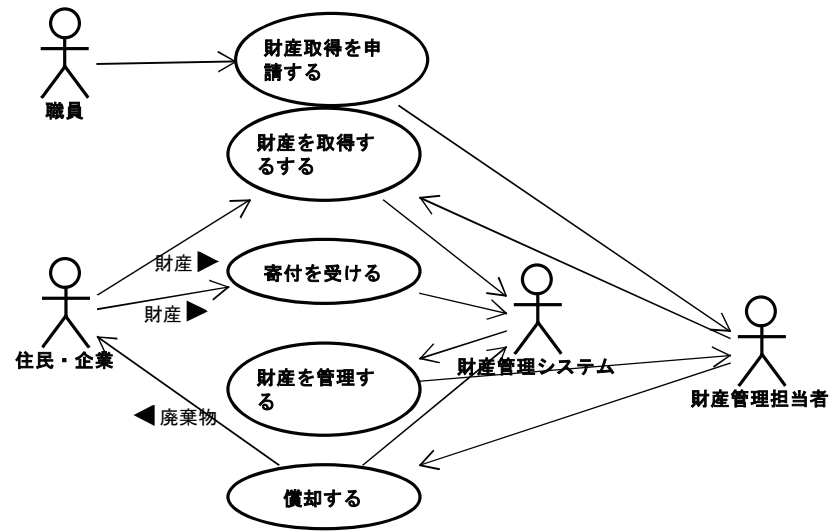 財産取得を申
請する
職員
財産を取得す
るする
財産
寄付を受ける
財産
住民・企業
財産管理システム
財産を管理す
る
財産管理担当者
廃棄物
償却する